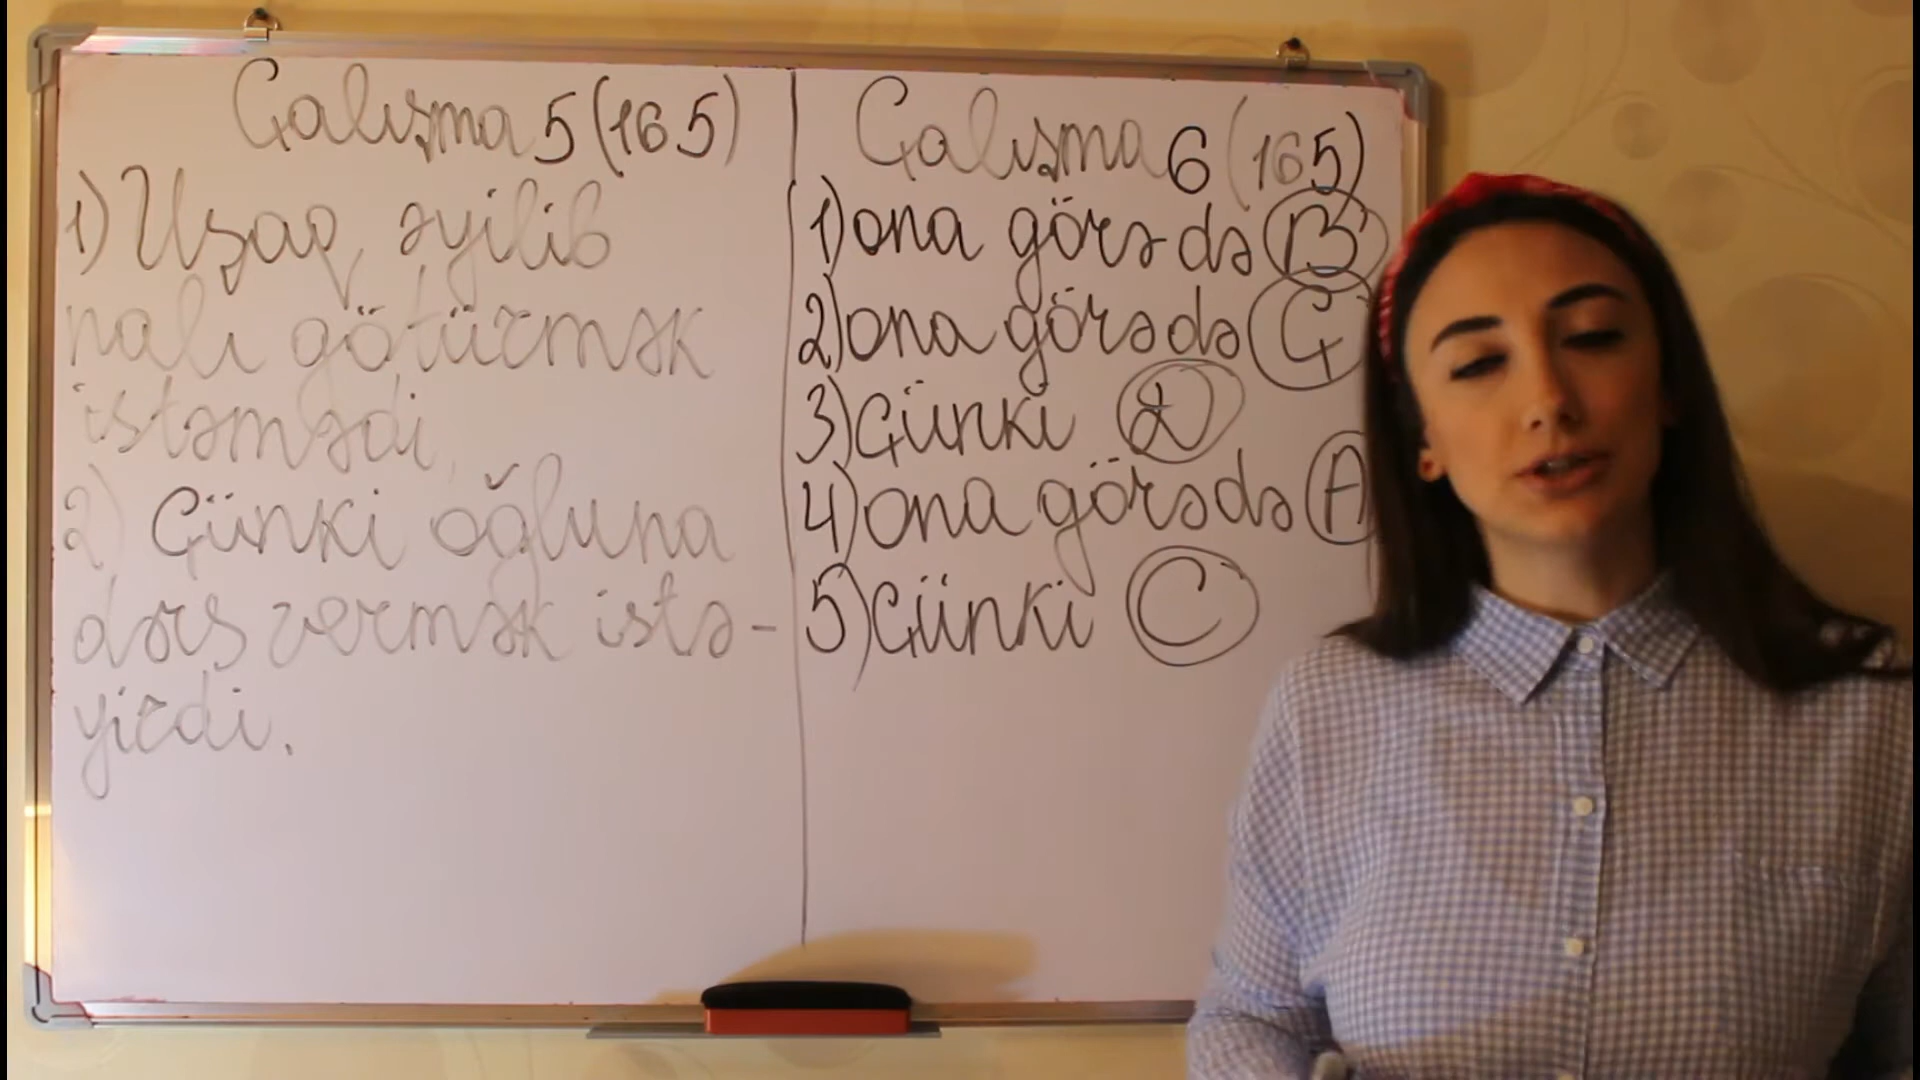 Çalışma 5 (165)
1) Uşaq, əyilib
nalı götürmək
istəmədi,
2) Çünki oğluna
dərs vermək istə-
yirdi.
Çalışma 6 (165)
1) ona görə də B
2) ona görə də Ç
3) Çünki D
4) ona görə də A
5) Çünki C